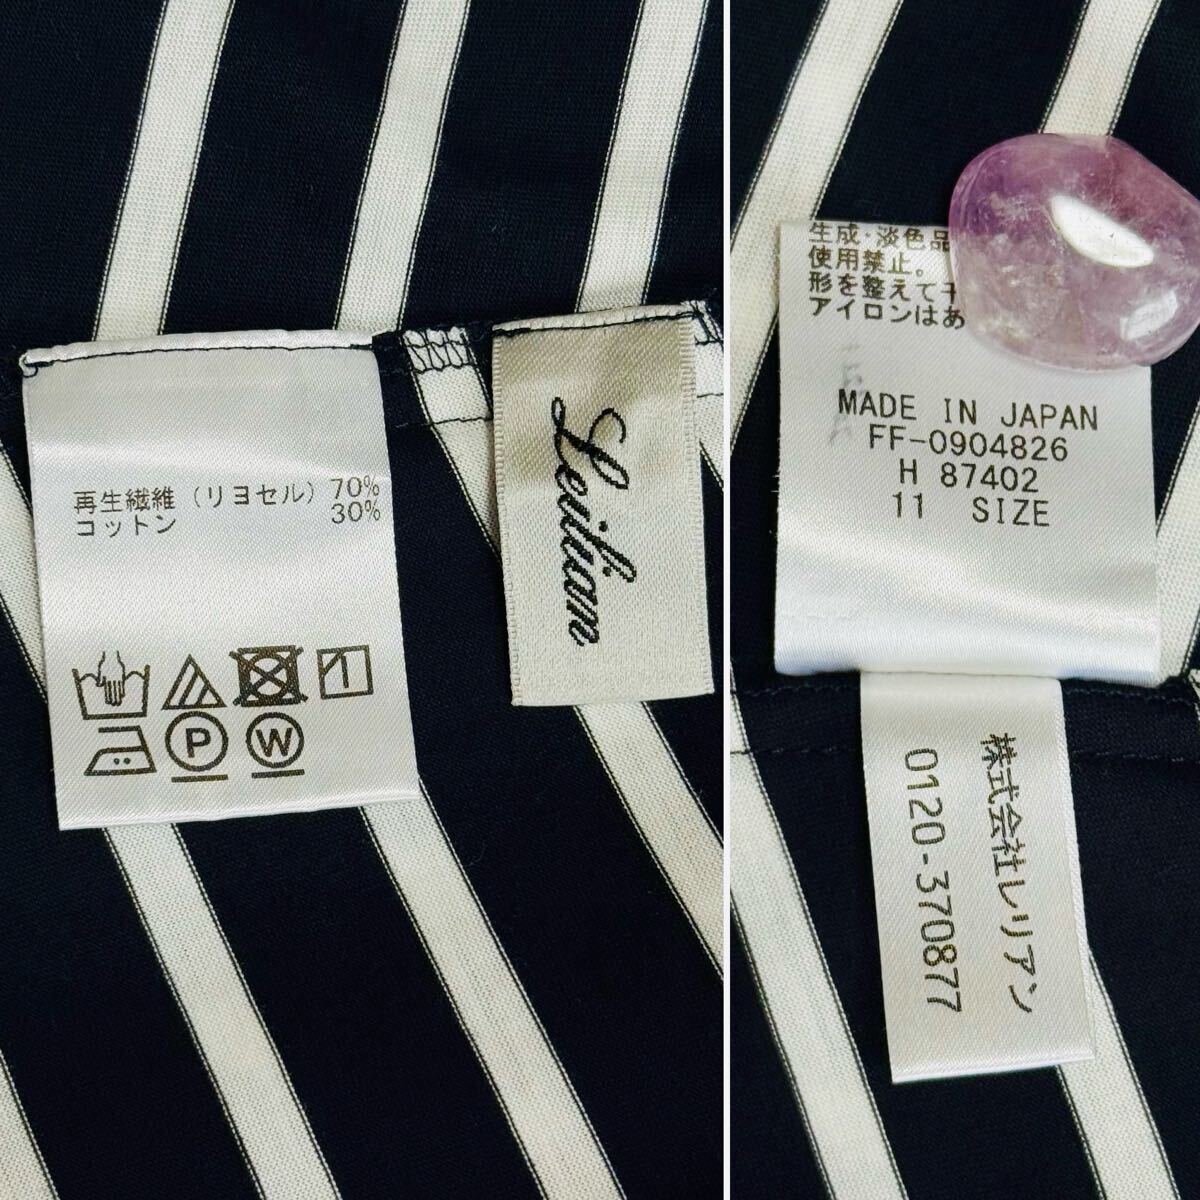 再生繊維（リヨセル）70%
コットン 30%
P W
Leilian
生成・淡色品
使用禁止。
形を整えて干
アイロンはあ
MADE IN JAPAN
FF-0904826
H 87402
11 SIZE
株式会社レリアン
0120-370877